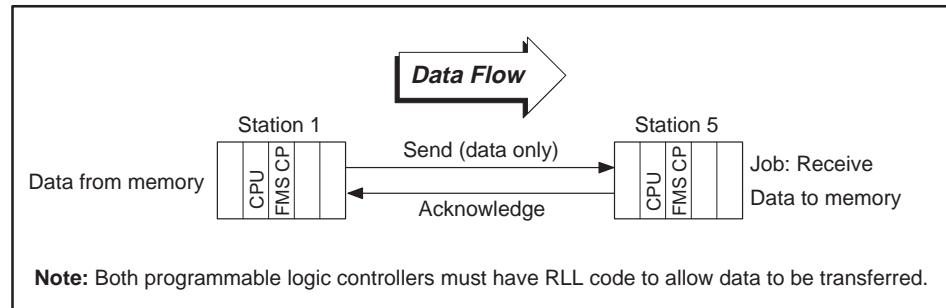 Data Flow
Station 1
Station 5
Send (data only)
CPU
FMS CP
CPU
FMS CP
Job: Receive
Data from memory
Acknowledge
Data to memory
Note: Both programmable logic controllers must have RLL code to allow data to be transferred.